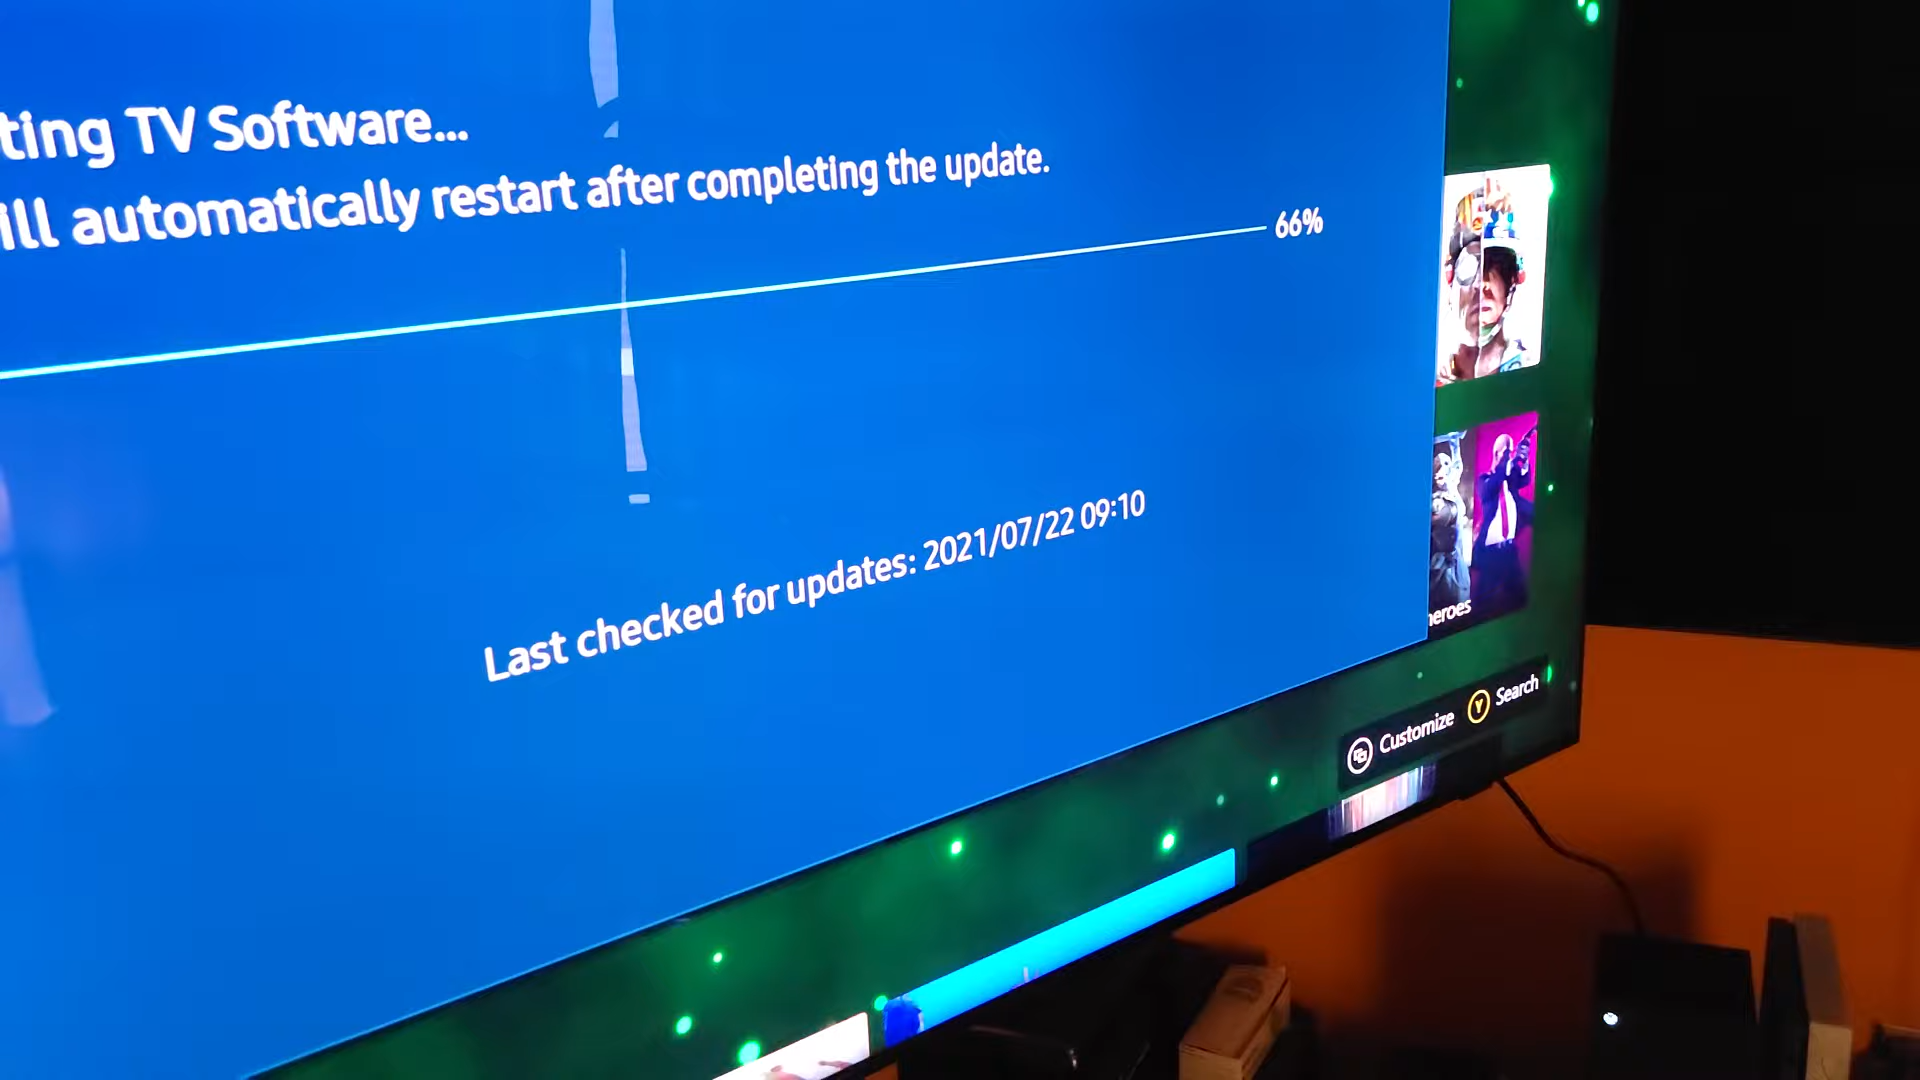 ting TV Software...
ill automatically restart after completing the update.
66%
Last checked for updates: 2021/07/22 09:10
heroes
Customize
Y Search